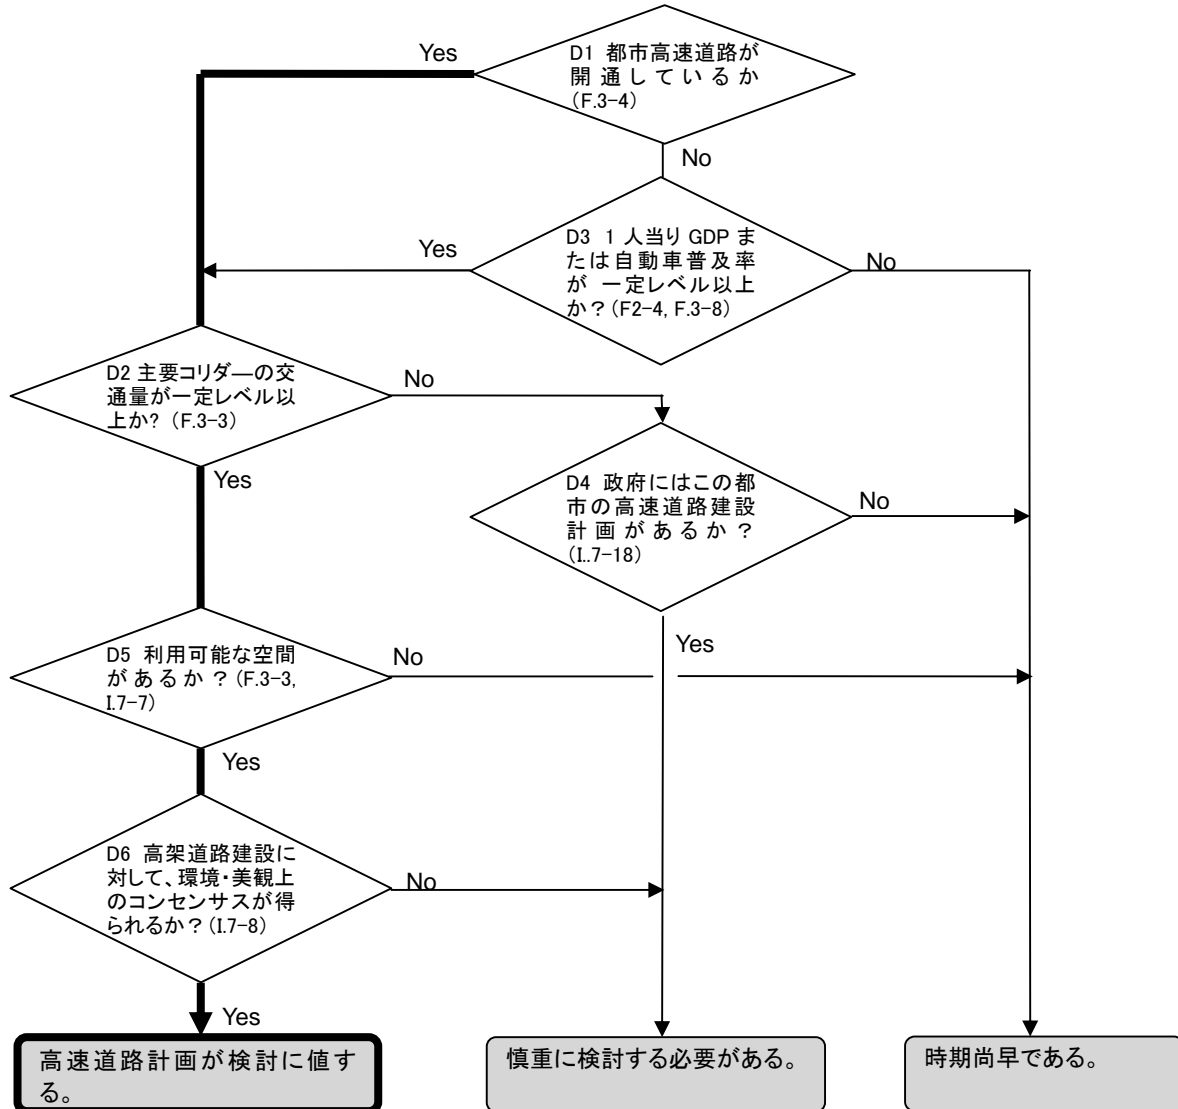 Yes
D1 都市高速道路が
開通しているか
(F.3-4)
No
Yes
D3 1 人当り GDP ま
たは自動車普及率
が 一定レベル以上
か？(F2-4, F.3-8)
No
D2 主要コリダ―の交
通量が一定レベル以
上か? (F.3-3)
No
Yes
D4 政府にはこの都
市の高速道路建設
計画があるか？
(I..7-18)
No
Yes
D5 利用可能な空間
があるか？(F.3-3,
I.7-7)
No
Yes
D6 高架道路建設に
対して、環境・美観上
のコンセンサスが得
られるか？(I.7-8)
No
Yes
高速道路計画が検討に値す
る。
慎重に検討する必要がある。
時期尚早である。